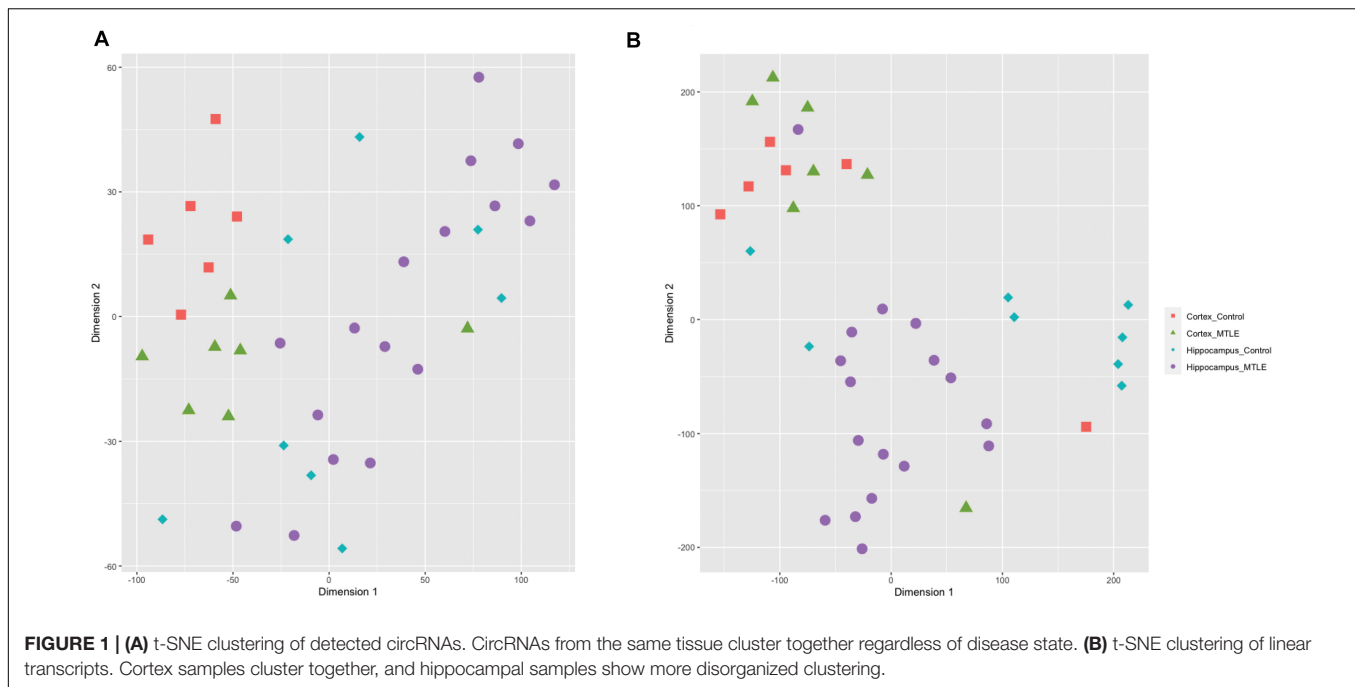 A
B
60
30
0
-30
-60
Dimension 2
-100
-50
0
50
100
Dimension 1
200
100
0
-100
-200
Dimension 2
-100
0
100
200
Dimension 1
Cortex_Control
Cortex_MTLE
Hippocampus_Control
Hippocampus_MTLE
FIGURE 1 | (A) t-SNE clustering of detected circRNAs. CircRNAs from the same tissue cluster together regardless of disease state. (B) t-SNE clustering of linear
transcripts. Cortex samples cluster together, and hippocampal samples show more disorganized clustering.